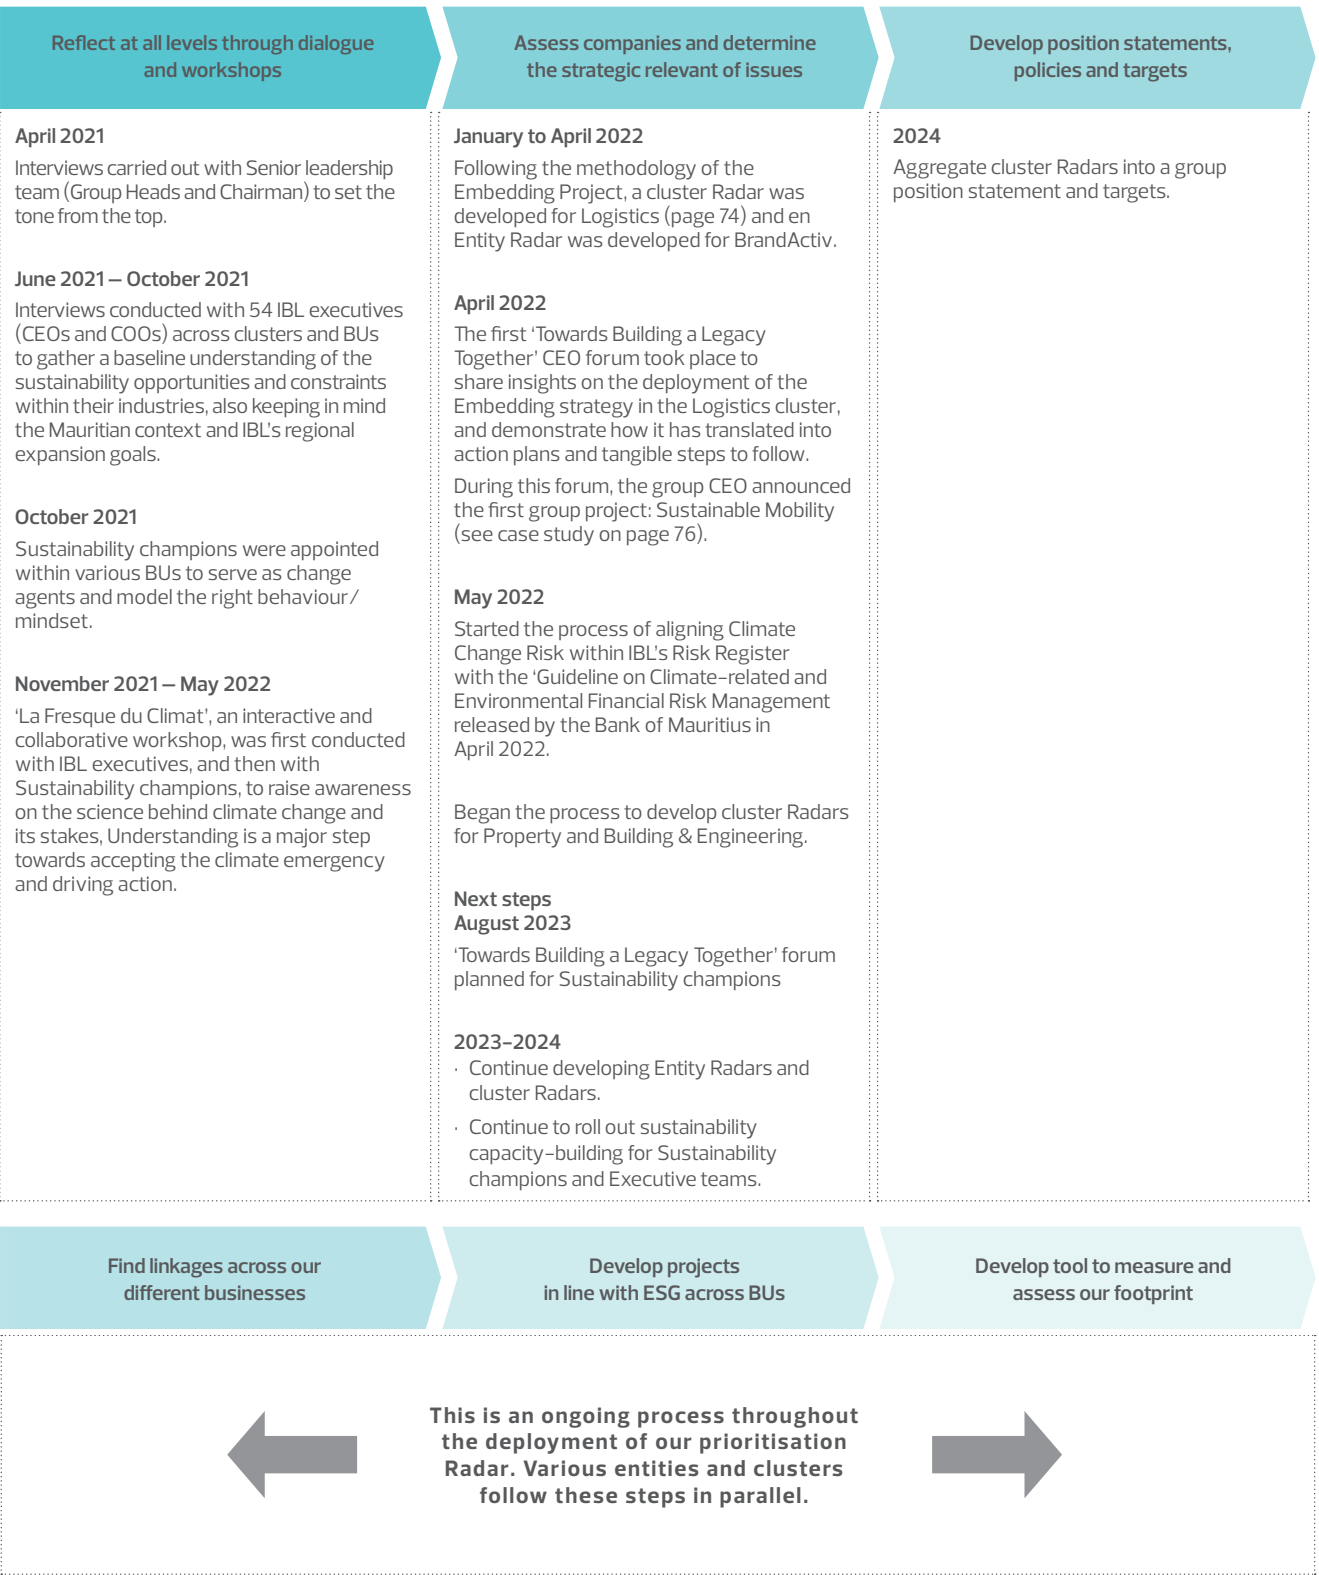 Reflect at all levels through dialogue
and workshops
Assess companies and determine
the strategic relevant of issues
Develop position statements,
policies and targets
April 2021
Interviews carried out with Senior leadership
team (Group Heads and Chairman) to set the
tone from the top.
June 2021 – October 2021
Interviews conducted with 54 IBL executives
(CEOs and COOs) across clusters and BUs
to gather a baseline understanding of the
sustainability opportunities and constraints
within their industries, also keeping in mind
the Mauritian context and IBL’s regional
expansion goals.
October 2021
Sustainability champions were appointed
within various BUs to serve as change
agents and model the right behaviour/
mindset.
November 2021 – May 2022
‘La Fresque du Climat’, an interactive and
collaborative workshop, was first conducted
with IBL executives, and then with
Sustainability champions, to raise awareness
on the science behind climate change and
its stakes, Understanding is a major step
towards accepting the climate emergency
and driving action.
January to April 2022
Following the methodology of the
Embedding Project, a cluster Radar was
developed for Logistics (page 74) and en
Entity Radar was developed for BrandActiv.
April 2022
The first ‘Towards Building a Legacy
Together’ CEO forum took place to
share insights on the deployment of the
Embedding strategy in the Logistics cluster,
and demonstrate how it has translated into
action plans and tangible steps to follow.
During this forum, the group CEO announced
the first group project: Sustainable Mobility
(see case study on page 76).
May 2022
Started the process of aligning Climate
Change Risk within IBL’s Risk Register
with the ‘Guideline on Climate-related and
Environmental Financial Risk Management
released by the Bank of Mauritius in
April 2022.
Began the process to develop cluster Radars
for Property and Building & Engineering.
Next steps
August 2023
‘Towards Building a Legacy Together’ forum
planned for Sustainability champions
2023-2024
· Continue developing Entity Radars and
cluster Radars.
· Continue to roll out sustainability
capacity-building for Sustainability
champions and Executive teams.
2024
Aggregate cluster Radars into a group
position statement and targets.
Find linkages across our
different businesses
Develop projects
in line with ESG across BUs
Develop tool to measure and
assess our footprint
This is an ongoing process throughout
the deployment of our prioritisation
Radar. Various entities and clusters
follow these steps in parallel.